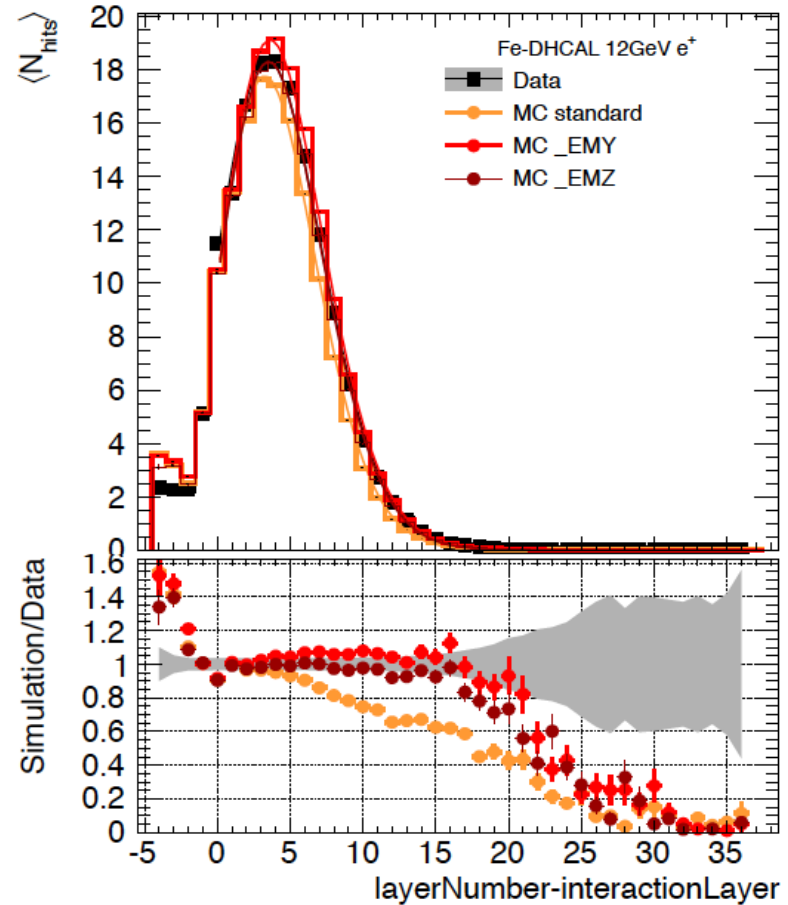 ⟨N_hits⟩
20
18
16
14
12
10
8
6
4
2
0
Fe-DHCAL 12GeV e⁺
Data
MC standard
MC _EMY
MC _EMZ
Simulation/Data
1.6
1.4
1.2
1
0.8
0.6
0.4
0.2
0
-5 0 5 10 15 20 25 30 35
layerNumber-interactionLayer